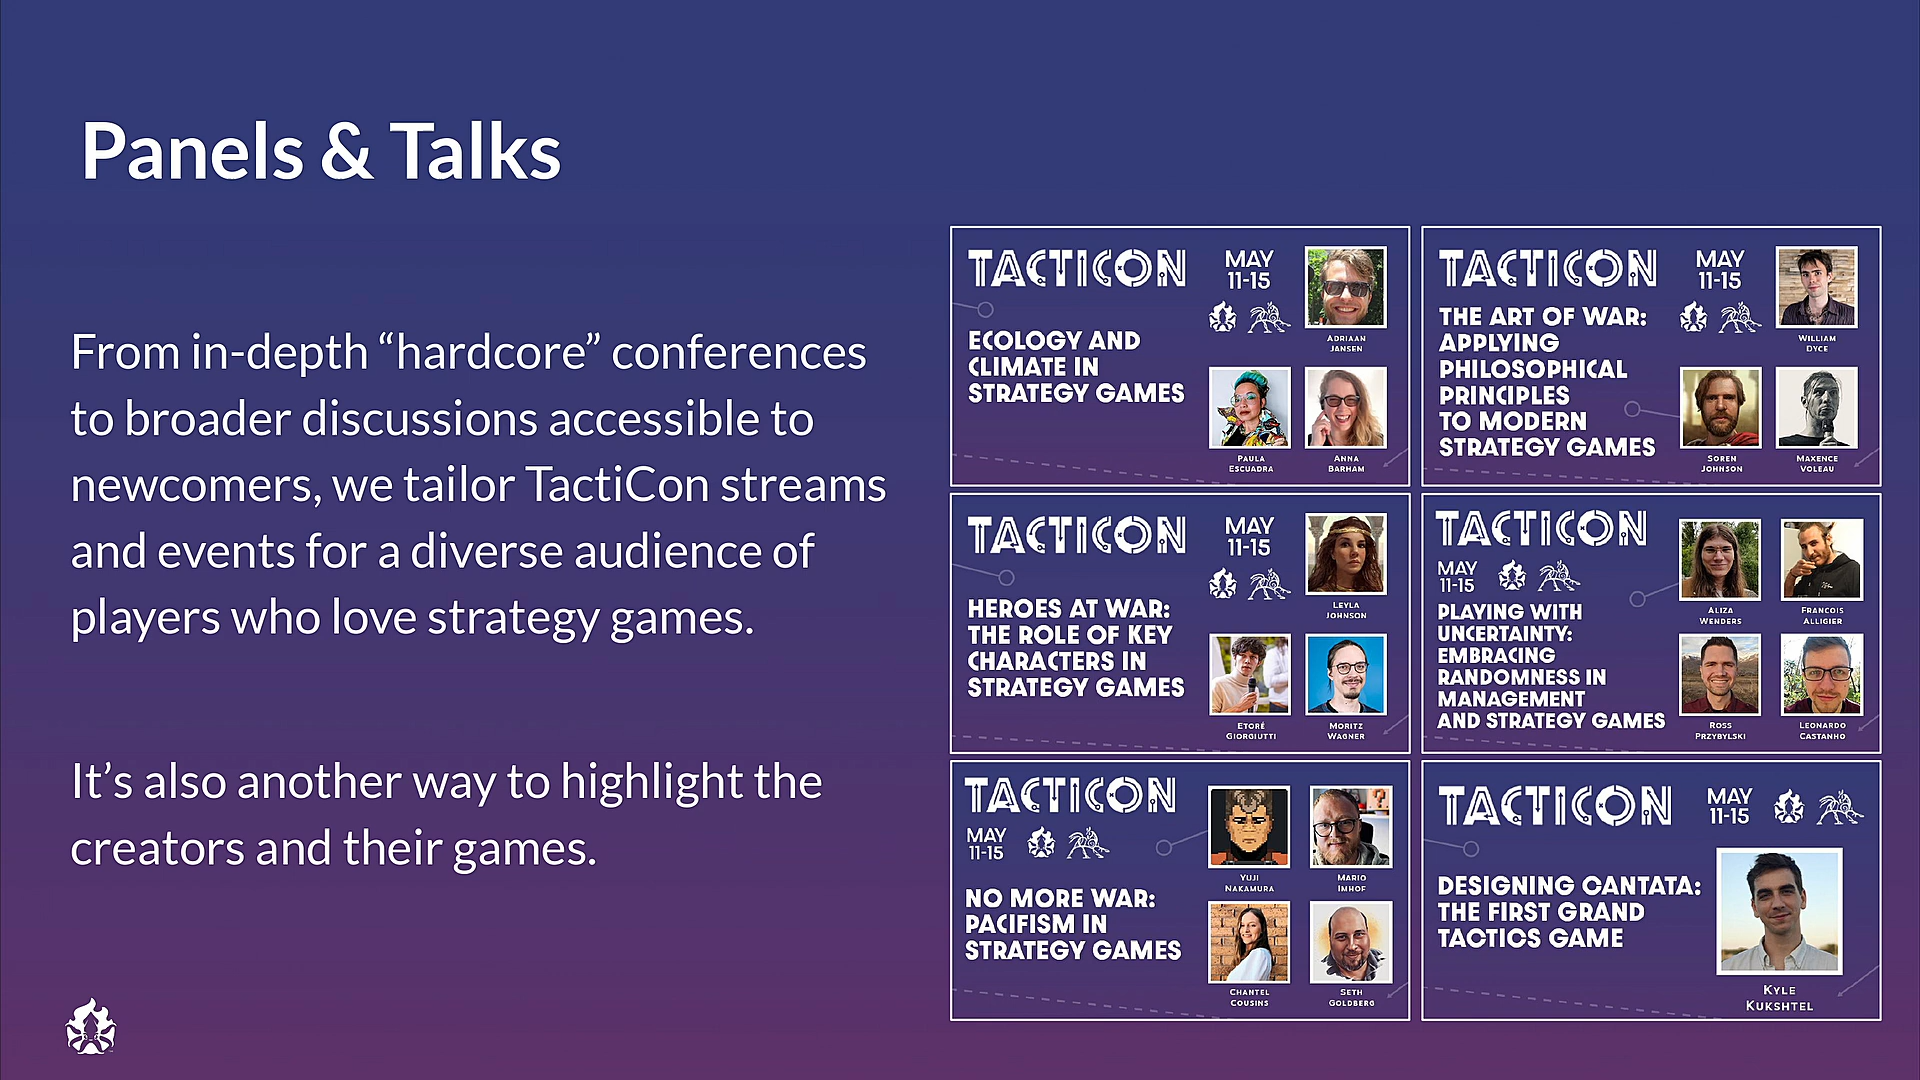 Panels & Talks
From in-depth “hardcore” conferences
to broader discussions accessible to
newcomers, we tailor TactiCon streams
and events for a diverse audience of
players who love strategy games.
It’s also another way to highlight the
creators and their games.
TACTICON
MAY
11-15
ECOLOGY AND
CLIMATE IN
STRATEGY GAMES
ADRIAAN
JANSEN
PAULA
ESCUADRA
ANNA
BARHAM
TACTICON
MAY
11-15
THE ART OF WAR:
APPLYING
PHILOSOPHICAL
PRINCIPLES
TO MODERN
STRATEGY GAMES
WILLIAM
DYCE
SOREN
JOHNSON
MAXENCE
VOLEAU
TACTICON
MAY
11-15
HEROES AT WAR:
THE ROLE OF KEY
CHARACTERS IN
STRATEGY GAMES
LEYLA
JOHNSON
ETORÉ
GIORGIUTTI
MORITZ
WAGNER
TACTICON
MAY
11-15
PLAYING WITH
UNCERTAINTY:
EMBRACING
RANDOMNESS IN
MANAGEMENT
AND STRATEGY GAMES
ALIZA
WENDERS
FRANCOIS
ALLIGIER
ROSS
PRZYBYLSKI
LEONARDO
CASTANHO
TACTICON
MAY
11-15
NO MORE WAR:
PACIFISM IN
STRATEGY GAMES
YUJI
NAKAMURA
MARIO
IMHOF
CHANTEL
COUSINS
SETH
GOLDBERG
TACTICON
MAY
11-15
DESIGNING CANTATA:
THE FIRST GRAND
TACTICS GAME
KYLE
KUKSHTEL